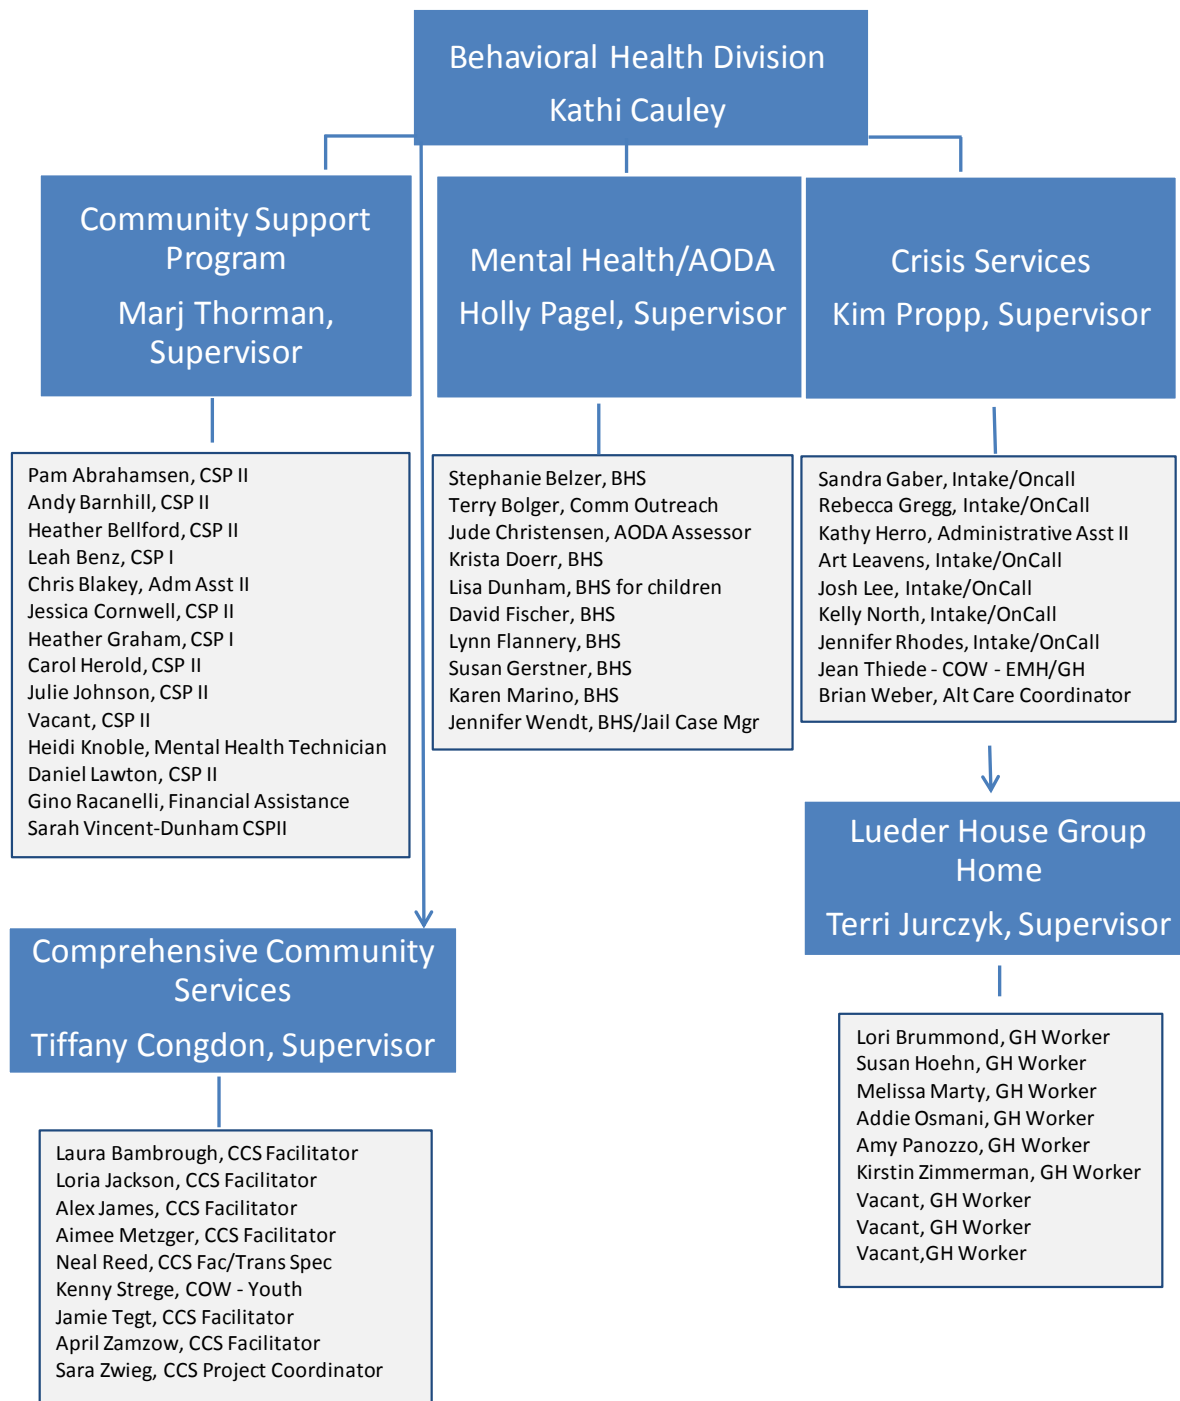 Behavioral Health Division
Kathi Cauley
Community Support
Program
Marj Thorman,
Supervisor
Mental Health/AODA
Holly Pagel, Supervisor
Crisis Services
Kim Propp, Supervisor
Pam Abrahamsen, CSP II
Andy Barnhill, CSP II
Heather Bellford, CSP II
Leah Benz, CSP I
Chris Blakey, Adm Asst II
Jessica Cornwell, CSP II
Heather Graham, CSP I
Carol Herold, CSP II
Julie Johnson, CSP II
Vacant, CSP II
Heidi Knoble, Mental Health Technician
Daniel Lawton, CSP II
Gino Racanelli, Financial Assistance
Sarah Vincent-Dunham CSPII
Stephanie Belzer, BHS
Terry Bolger, Comm Outreach
Jude Christensen, AODA Assessor
Krista Doerr, BHS
Lisa Dunham, BHS for children
David Fischer, BHS
Lynn Flannery, BHS
Susan Gerstner, BHS
Karen Marino, BHS
Jennifer Wendt, BHS/Jail Case Mgr
Sandra Gaber, Intake/Oncall
Rebecca Gregg, Intake/OnCall
Kathy Herro, Administrative Asst II
Art Leavens, Intake/OnCall
Josh Lee, Intake/OnCall
Kelly North, Intake/OnCall
Jennifer Rhodes, Intake/OnCall
Jean Thiede - COW - EMH/GH
Brian Weber, Alt Care Coordinator
Lueder House Group
Home
Terri Jurczyk, Supervisor
Comprehensive Community
Services
Tiffany Congdon, Supervisor
Lori Brummond, GH Worker
Susan Hoehn, GH Worker
Melissa Marty, GH Worker
Addie Osmani, GH Worker
Amy Panozzo, GH Worker
Kirstin Zimmerman, GH Worker
Vacant, GH Worker
Vacant, GH Worker
Vacant,GH Worker
Laura Bambrough, CCS Facilitator
Loria Jackson, CCS Facilitator
Alex James, CCS Facilitator
Aimee Metzger, CCS Facilitator
Neal Reed, CCS Fac/Trans Spec
Kenny Strege, COW - Youth
Jamie Tegt, CCS Facilitator
April Zamzow, CCS Facilitator
Sara Zwieg, CCS Project Coordinator